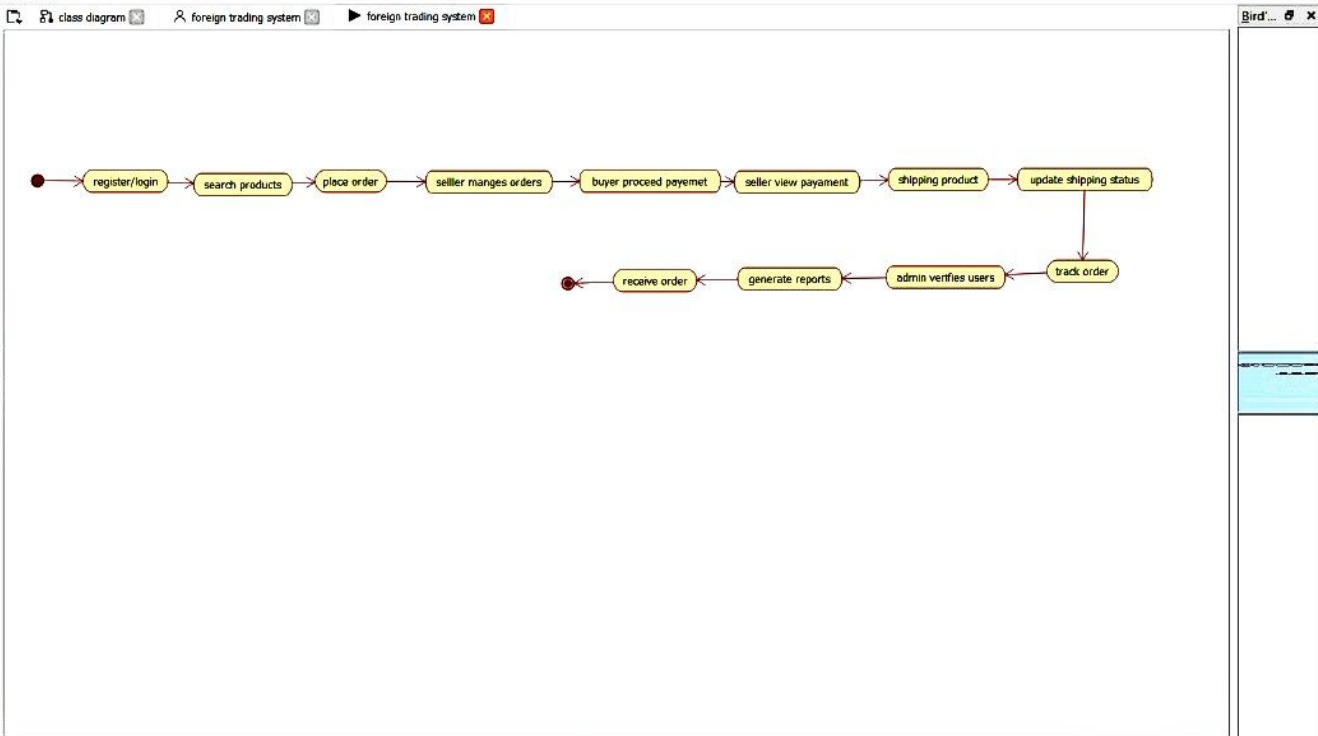 class diagram
foreign trading system
foreign trading system
Bird'...
register/login
search products
place order
selller manges orders
buyer proceed payemet
seller view payament
shipping product
update shipping status
track order
admin verifies users
generate reports
receive order